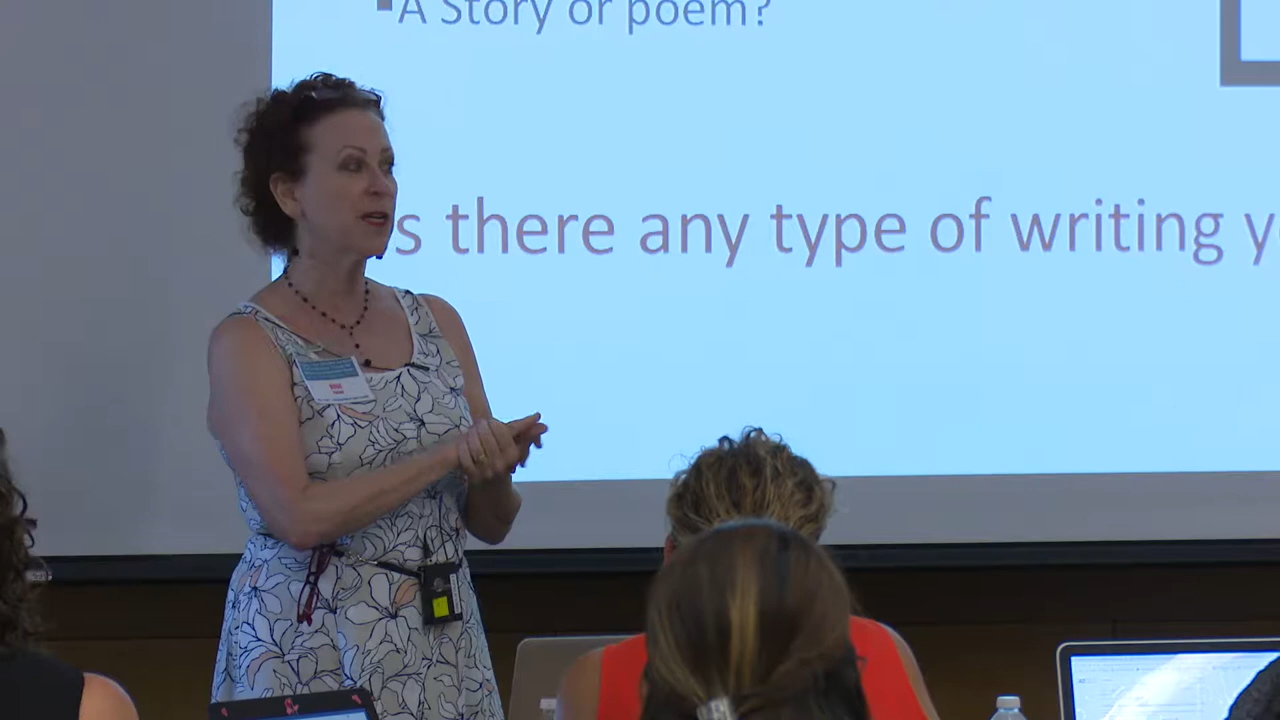 A Story or poem?
s there any type of writing y